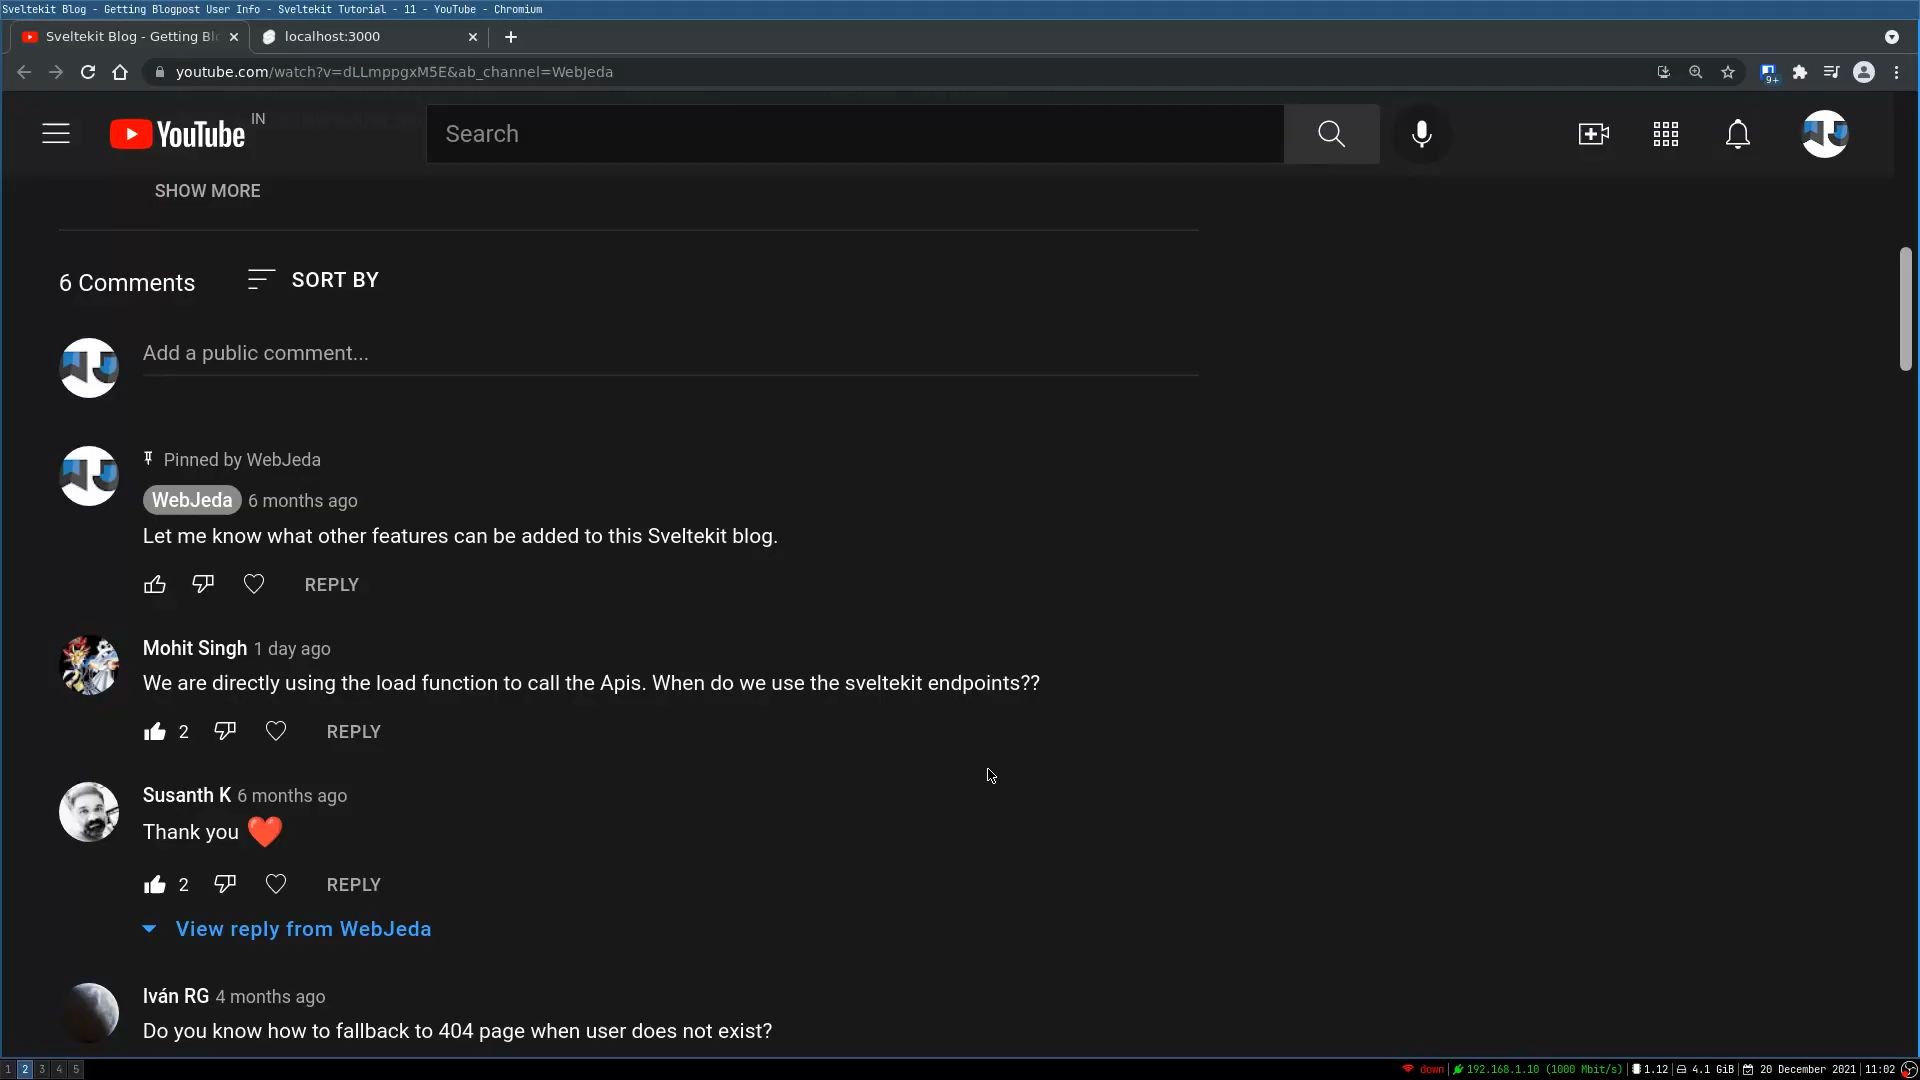 Sveltekit Blog - Getting Blogpost User Info - Sveltekit Tutorial - 11 - YouTube - Chromium
Sveltekit Blog - Getting Bl
localhost:3000
youtube.com/watch?v=dLLmppgxM5E&ab_channel=WebJeda
9+
YouTube IN
Search
SHOW MORE
6 Comments
SORT BY
Add a public comment...
Pinned by WebJeda
WebJeda 6 months ago
Let me know what other features can be added to this Sveltekit blog.
REPLY
Mohit Singh 1 day ago
We are directly using the load function to call the Apis. When do we use the sveltekit endpoints??
2 REPLY
Susanth K 6 months ago
Thank you ❤️
2 REPLY
View reply from WebJeda
Iván RG 4 months ago
Do you know how to fallback to 404 page when user does not exist?
1 2 3 4 5
down 192.168.1.10 (1000 Mbit/s) 1.12 4.1 GiB 20 December 2021 11:02